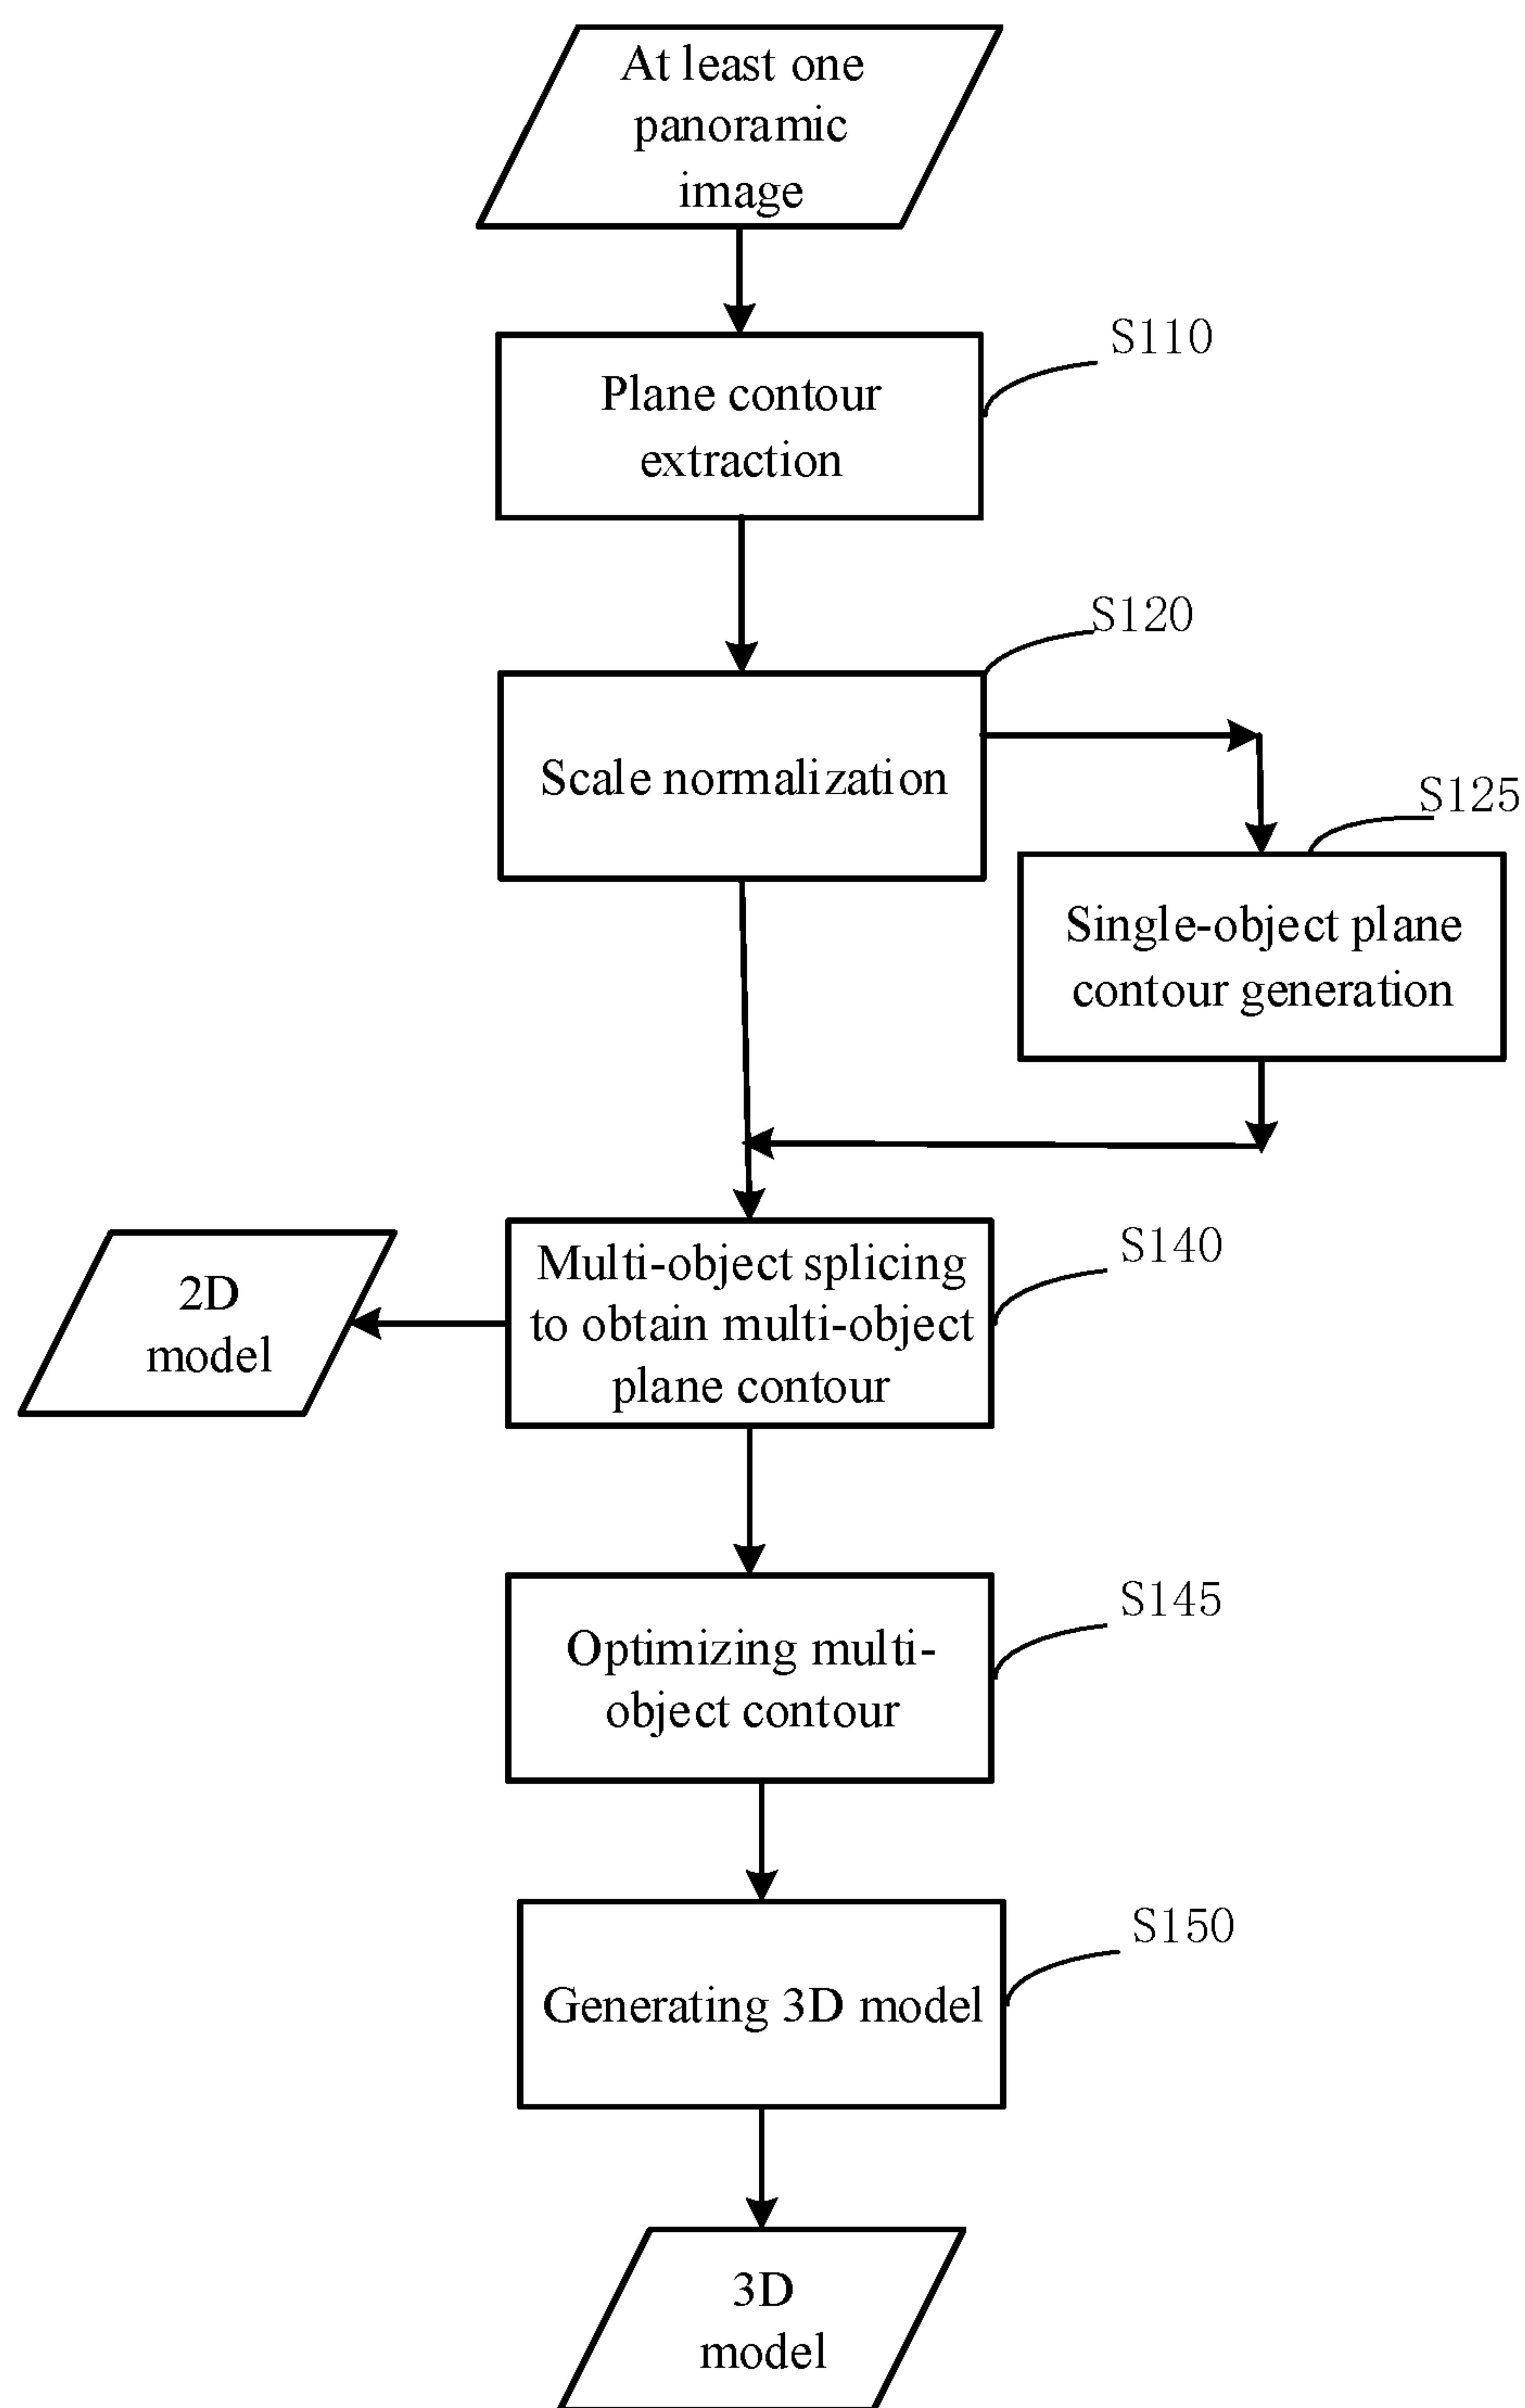 At least one
panoramic
image
S110
Plane contour
extraction
S120
Scale normalization
S125
Single-object plane
contour generation
S140
Multi-object splicing
to obtain multi-object
plane contour
2D
model
S145
Optimizing multi-
object contour
S150
Generating 3D model
3D
model